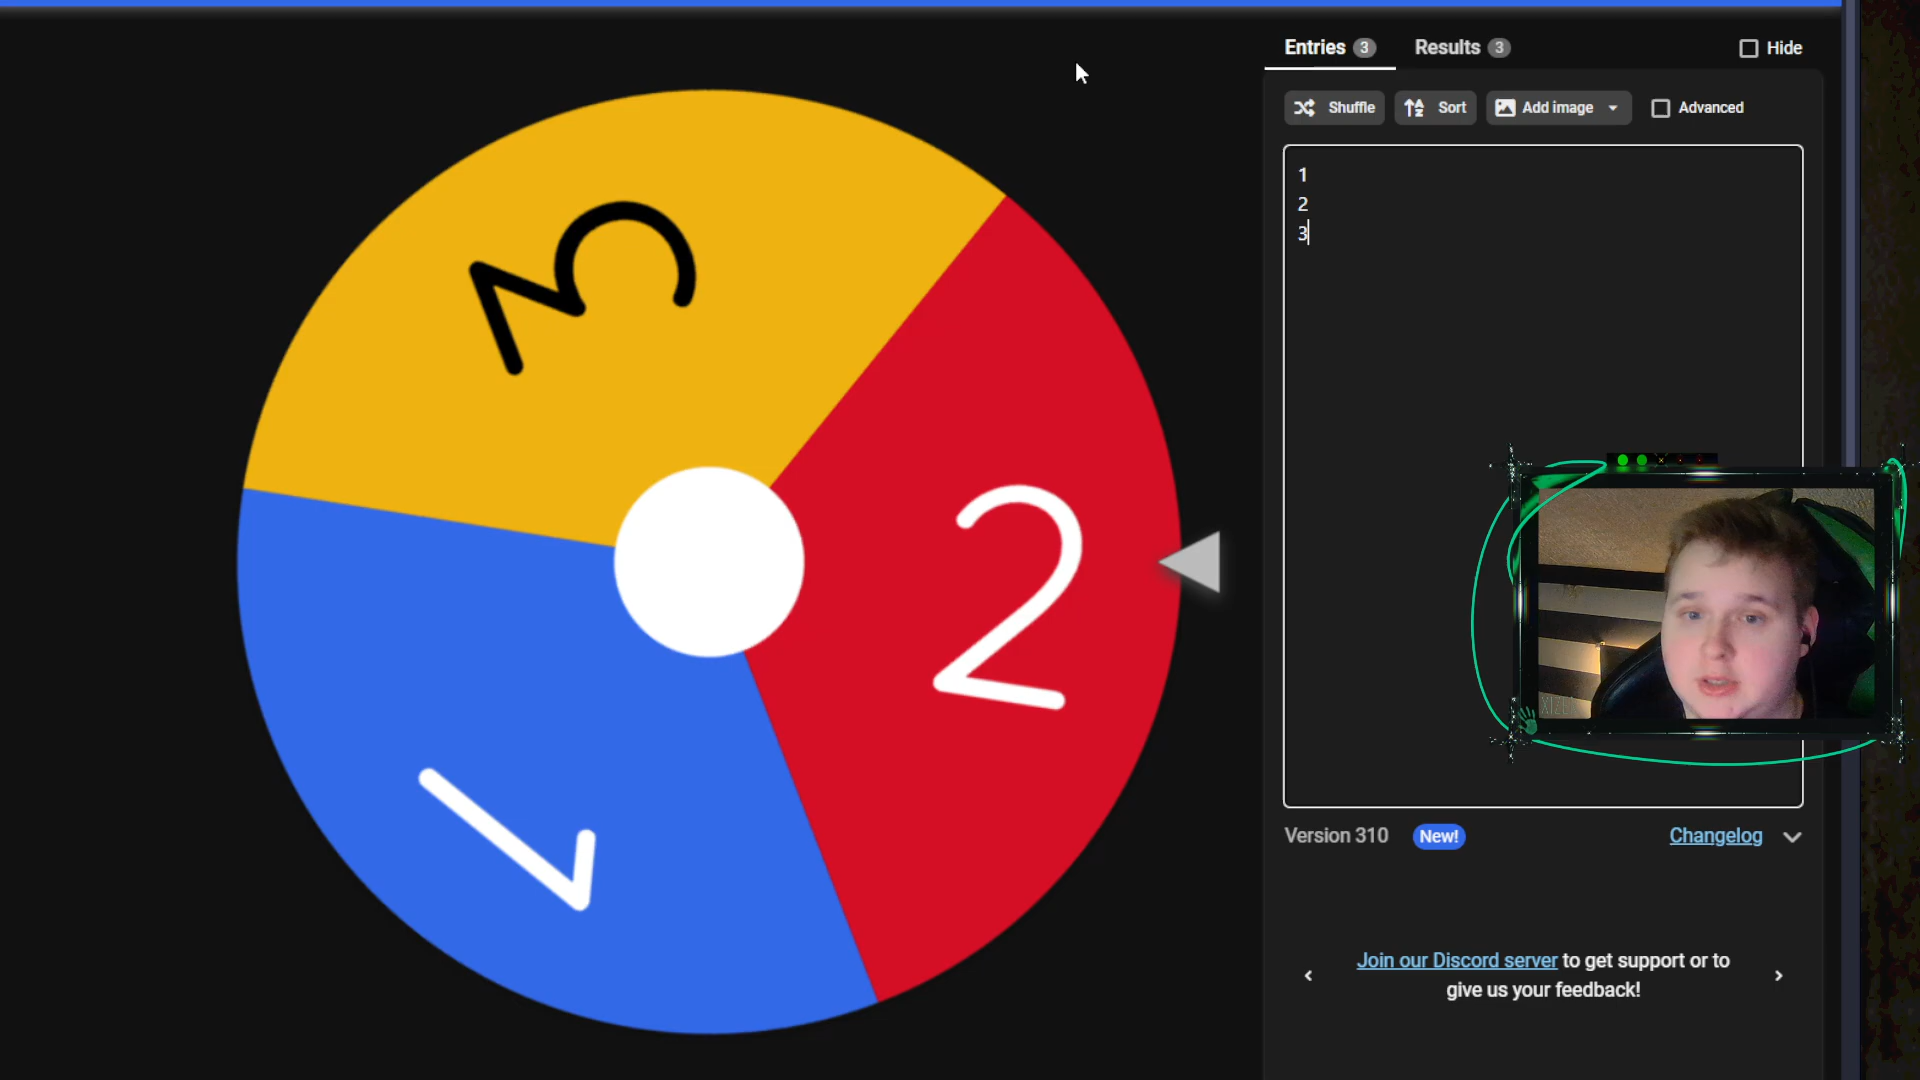 Entries 3 Results 3 Hide
Shuffle Sort Add image Advanced
1
2
3
3
2
1
Version 310 New! Changelog
Join our Discord server to get support or to
give us your feedback!